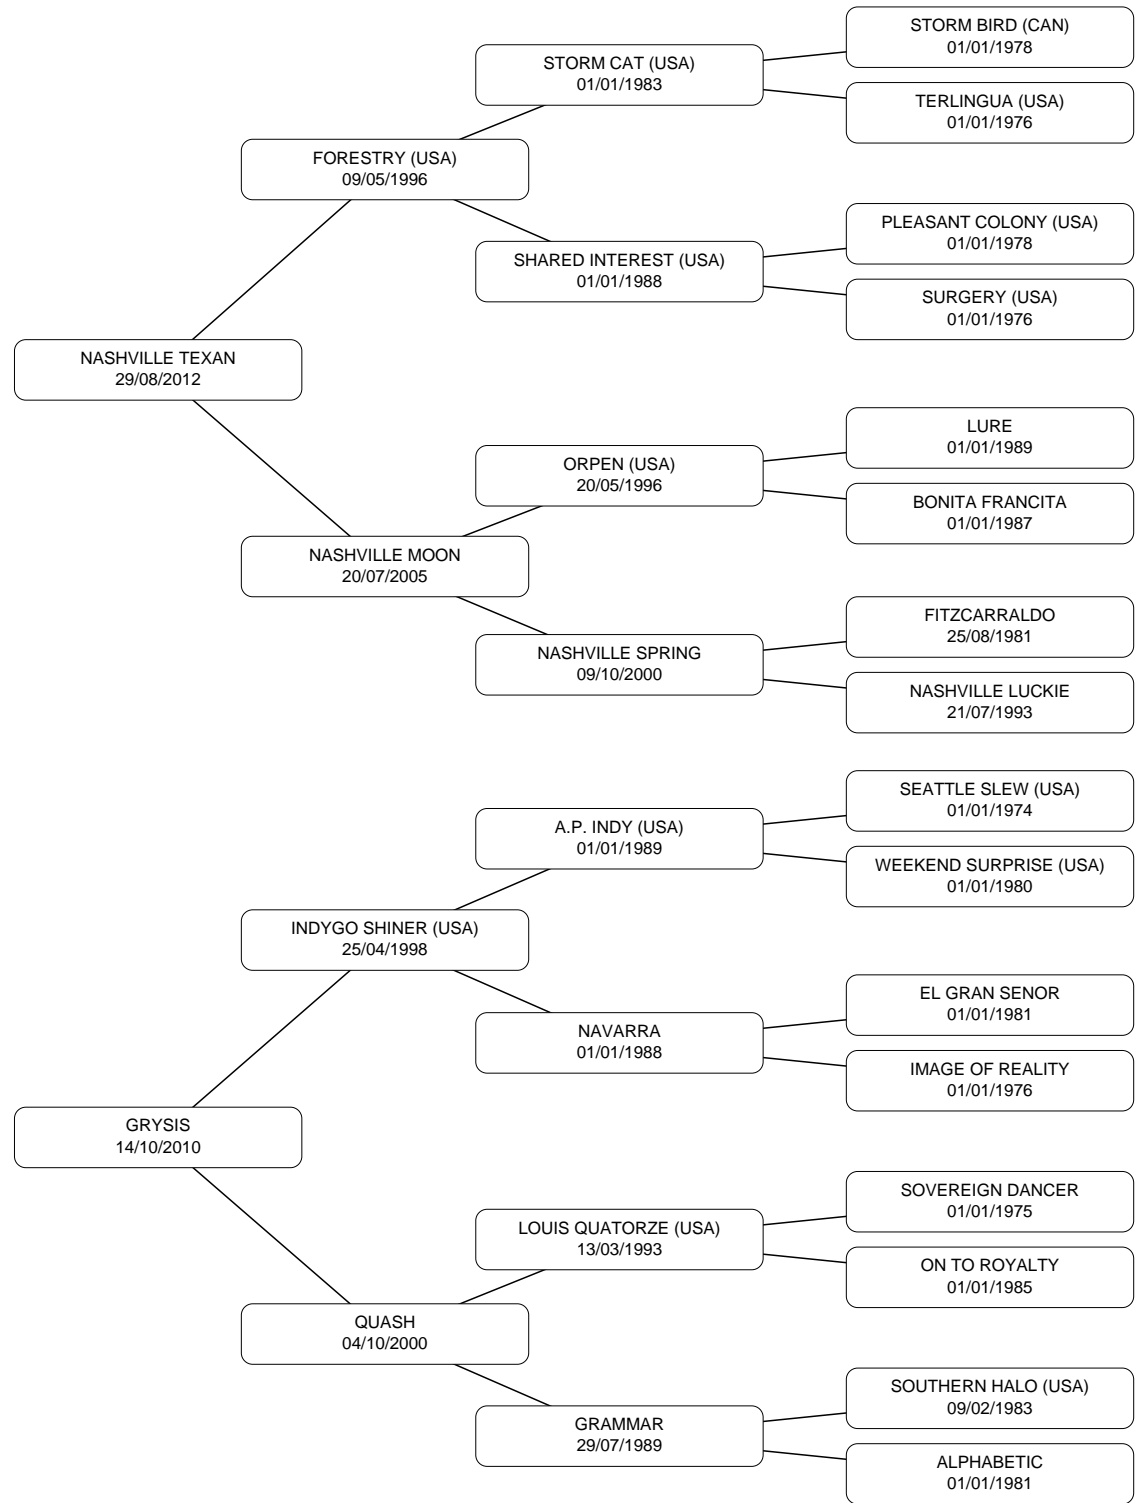 STORM BIRD (CAN)
01/01/1978
STORM CAT (USA)
01/01/1983
TERLINGUA (USA)
01/01/1976
FORESTRY (USA)
09/05/1996
PLEASANT COLONY (USA)
01/01/1978
SHARED INTEREST (USA)
01/01/1988
SURGERY (USA)
01/01/1976
NASHVILLE TEXAN
29/08/2012
LURE
01/01/1989
ORPEN (USA)
20/05/1996
BONITA FRANCITA
01/01/1987
NASHVILLE MOON
20/07/2005
FITZCARRALDO
25/08/1981
NASHVILLE SPRING
09/10/2000
NASHVILLE LUCKIE
21/07/1993
SEATTLE SLEW (USA)
01/01/1974
A.P. INDY (USA)
01/01/1989
WEEKEND SURPRISE (USA)
01/01/1980
INDYGO SHINER (USA)
25/04/1998
EL GRAN SENOR
01/01/1981
NAVARRA
01/01/1988
IMAGE OF REALITY
01/01/1976
GRYSIS
14/10/2010
SOVEREIGN DANCER
01/01/1975
LOUIS QUATORZE (USA)
13/03/1993
ON TO ROYALTY
01/01/1985
QUASH
04/10/2000
SOUTHERN HALO (USA)
09/02/1983
GRAMMAR
29/07/1989
ALPHABETIC
01/01/1981